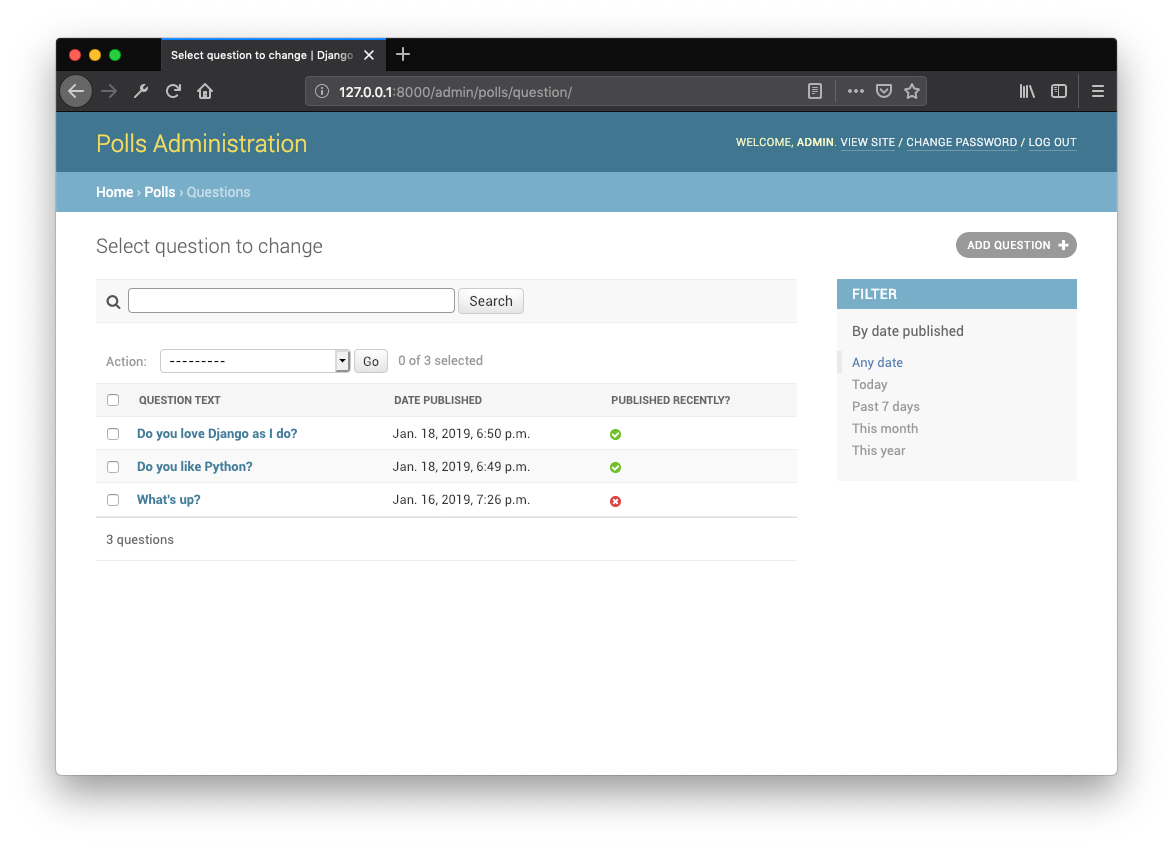 Select question to change | Django
127.0.0.1:8000/admin/polls/question/
Polls Administration
WELCOME, ADMIN. VIEW SITE / CHANGE PASSWORD / LOG OUT
Home › Polls › Questions
Select question to change
ADD QUESTION
Search
FILTER
By date published
Any date
Today
Past 7 days
This month
This year
Action: --------- Go 0 of 3 selected
QUESTION TEXT DATE PUBLISHED PUBLISHED RECENTLY?
Do you love Django as I do? Jan. 18, 2019, 6:50 p.m.
Do you like Python? Jan. 18, 2019, 6:49 p.m.
What's up? Jan. 16, 2019, 7:26 p.m.
3 questions